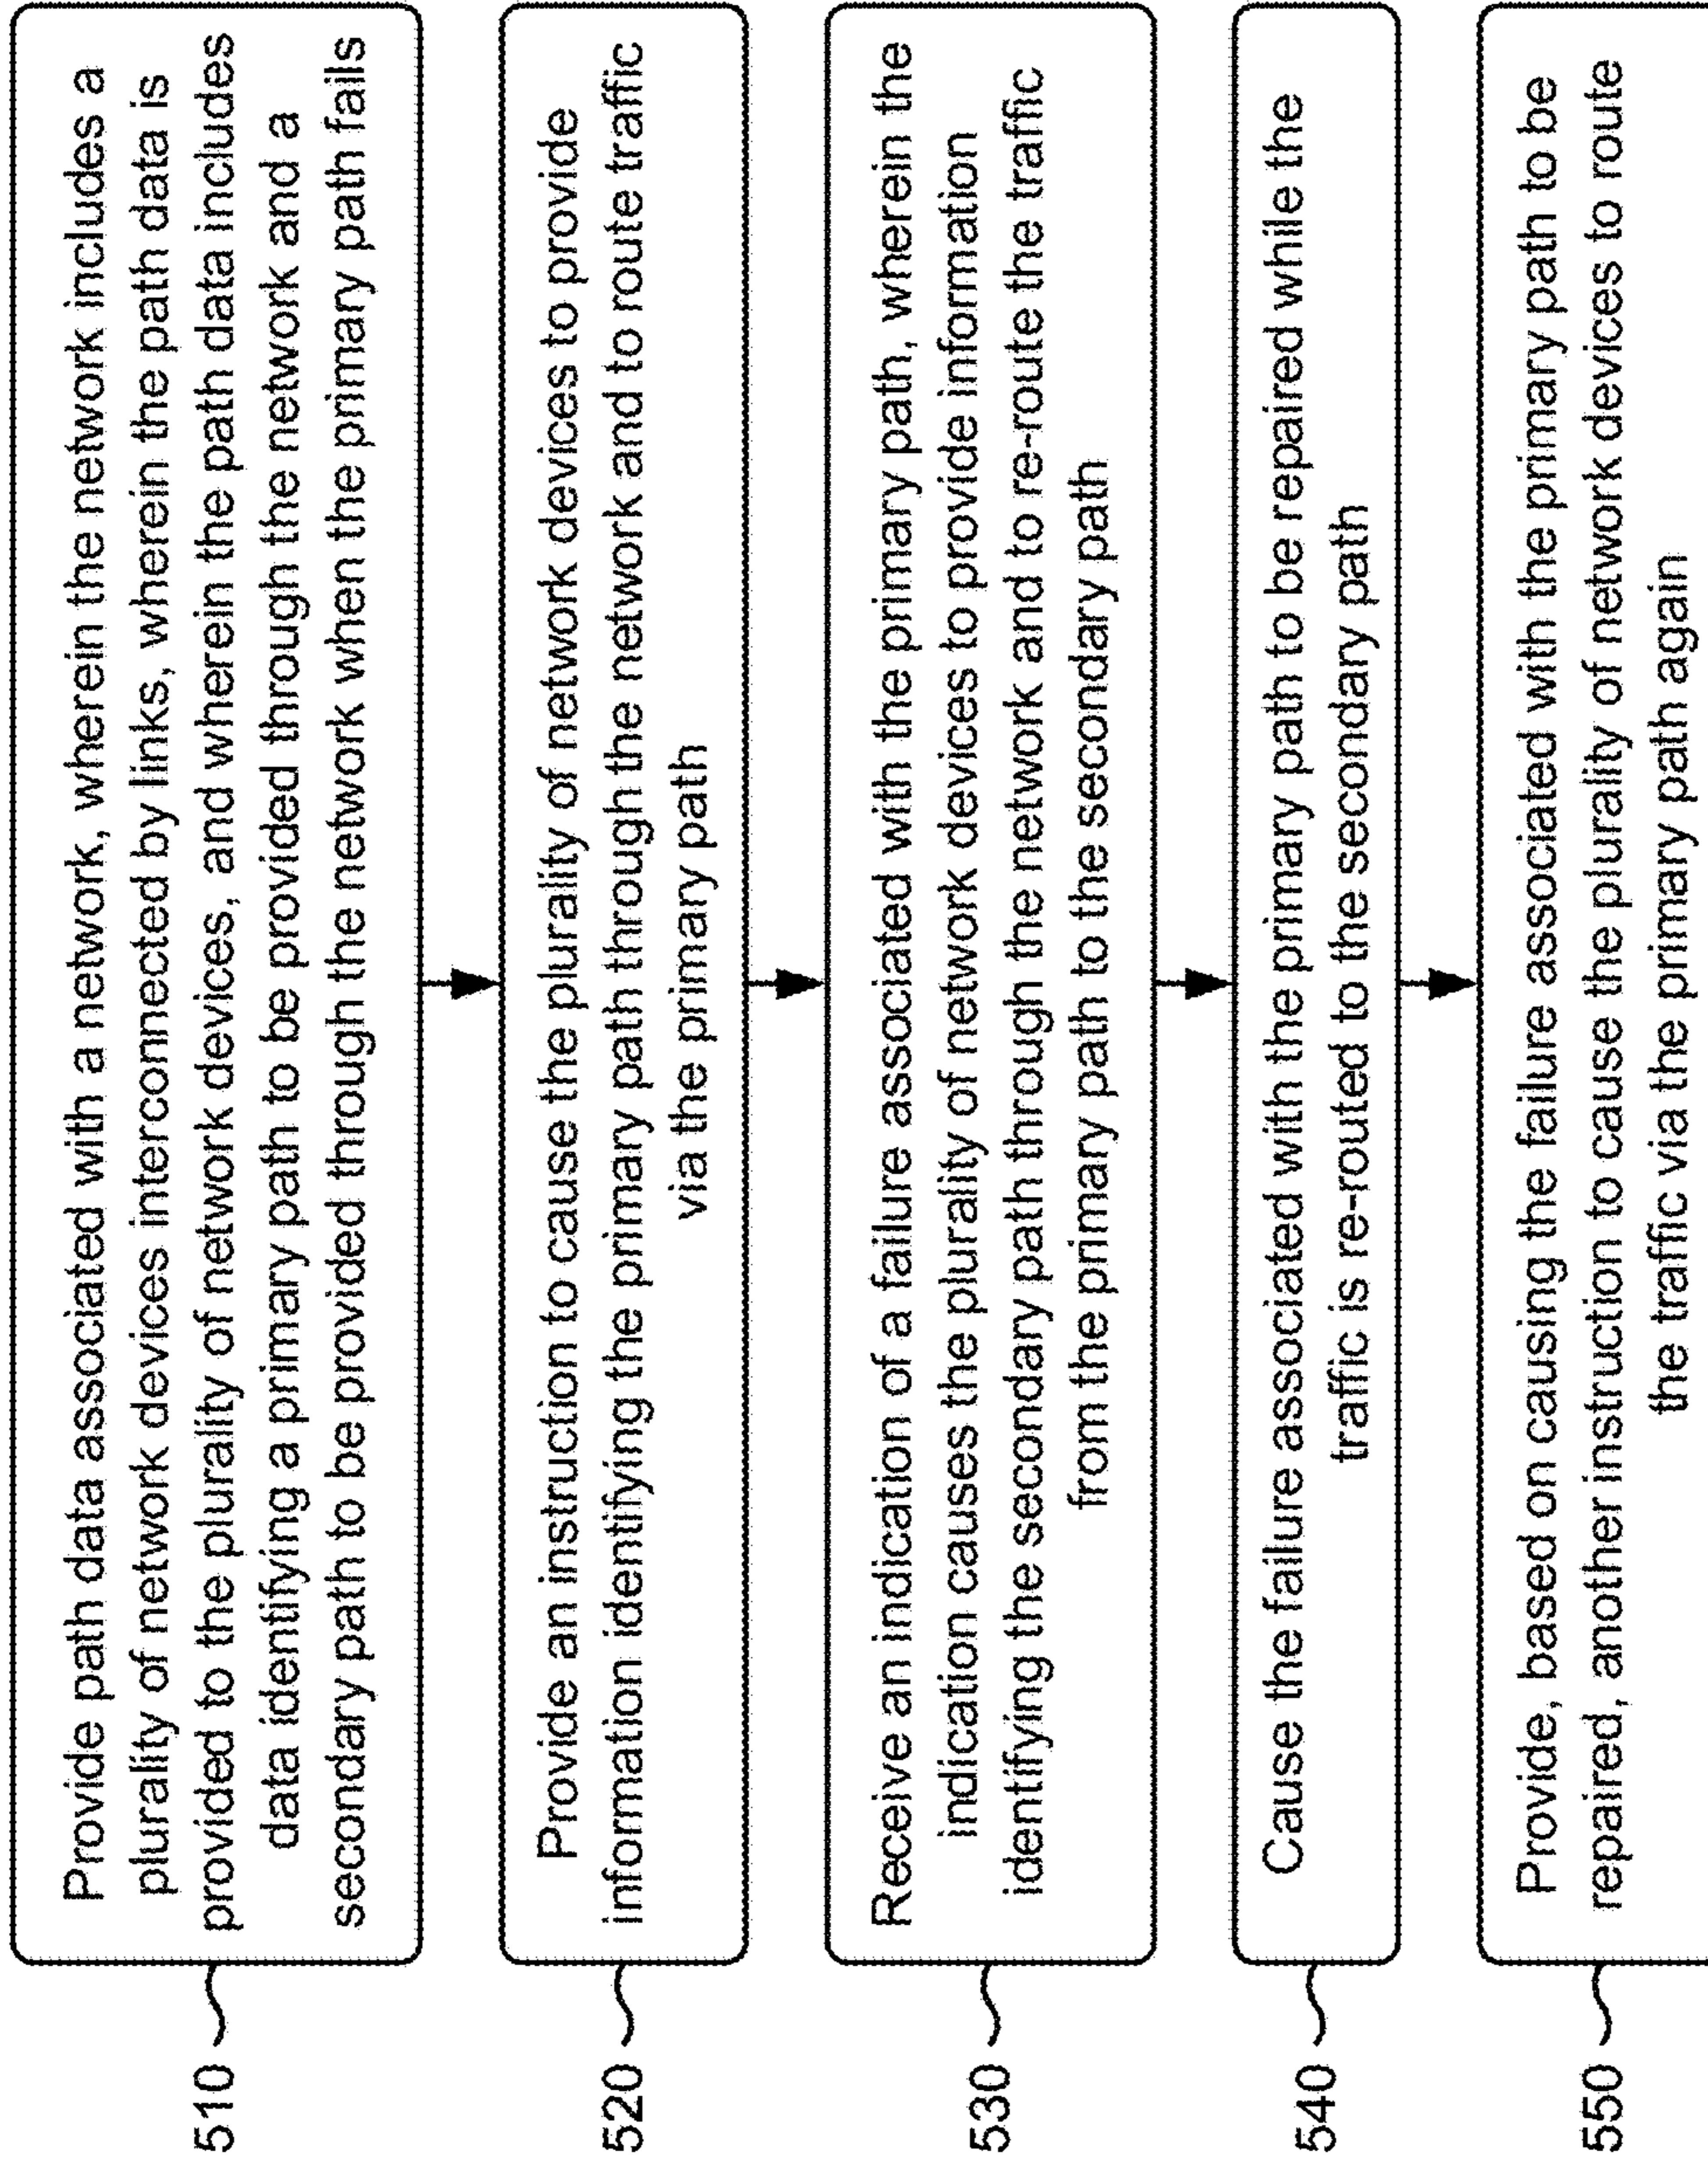 Provide path data associated with a network, wherein the network includes a
plurality of network devices interconnected by links, wherein the path data is
provided to the plurality of network devices, and wherein the path data includes
data identifying a primary path to be provided through the network and a
secondary path to be provided through the network when the primary path fails
510
Provide an instruction to cause the plurality of network devices to provide
information identifying the primary path through the network and to route traffic
via the primary path
520
Receive an indication of a failure associated with the primary path, wherein the
indication causes the plurality of network devices to provide information
identifying the secondary path through the network and to re-route the traffic
from the primary path to the secondary path
530
Cause the failure associated with the primary path to be repaired while the
traffic is re-routed to the secondary path
540
Provide, based on causing the failure associated with the primary path to be
repaired, another instruction to cause the plurality of network devices to route
the traffic via the primary path again
550